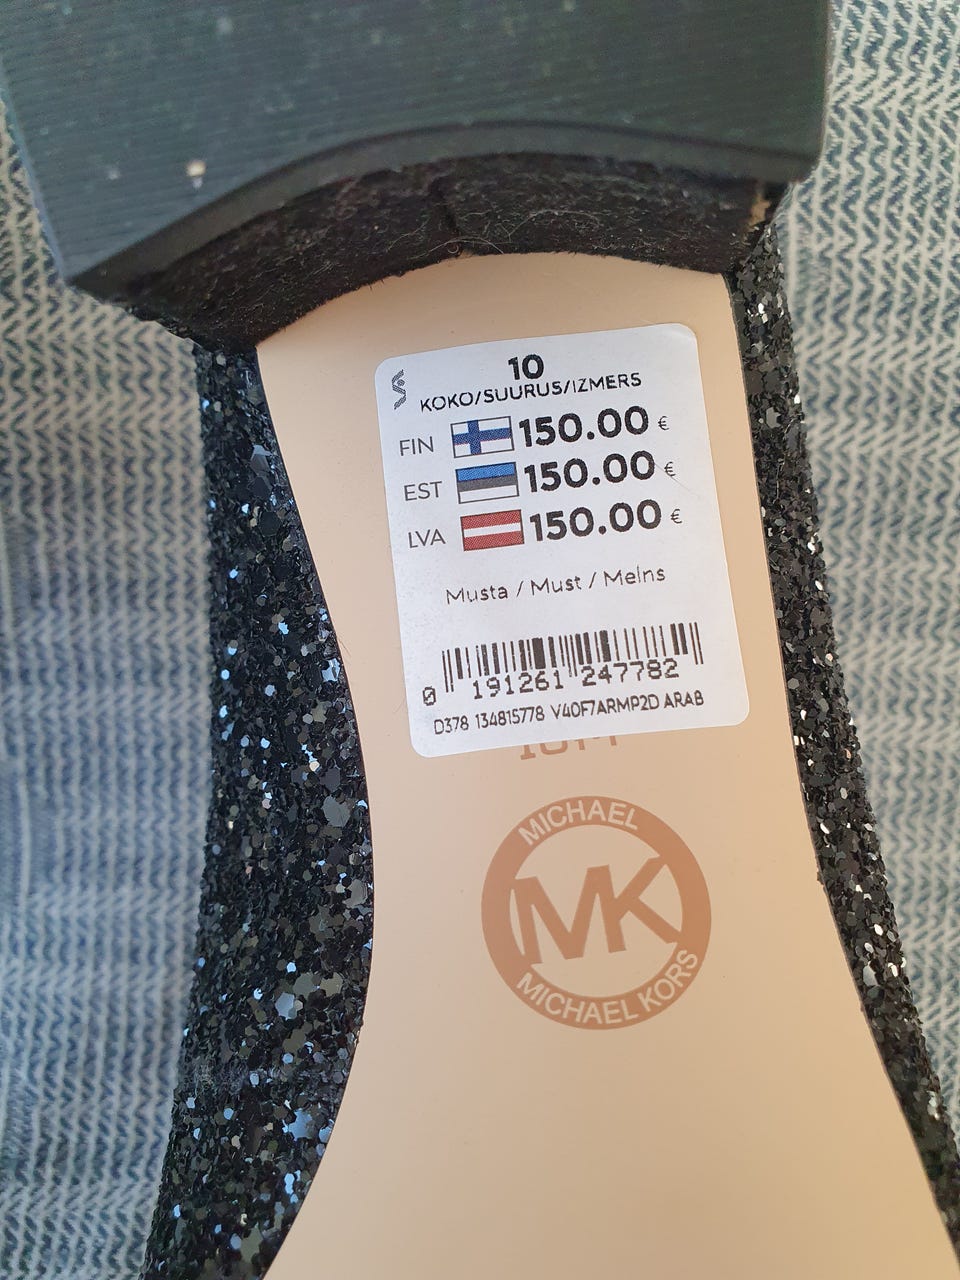 10
KOKO/SUURUS/IZMERS
FIN 150.00 €
EST 150.00 €
LVA 150.00 €
Musta / Must / Melns
0 191261 247782
D378 134815778 V40F7ARMP2D ARAB
MICHAEL
MK
MICHAEL KORS